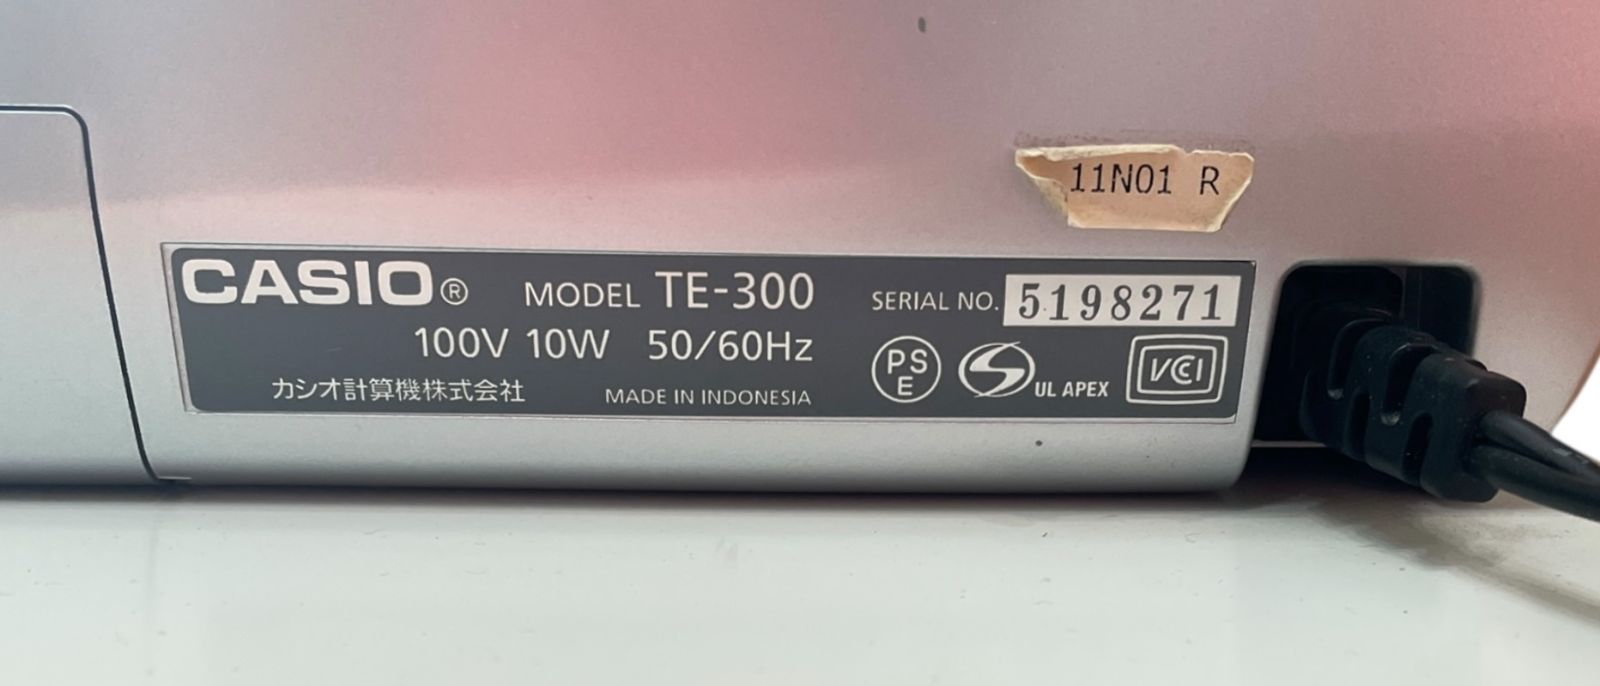 11N01 R
CASIO® MODEL TE-300 SERIAL NO. 5198271
100V 10W 50/60Hz
カシオ計算機株式会社 MADE IN INDONESIA
PS
E
S UL APEX
VCCI